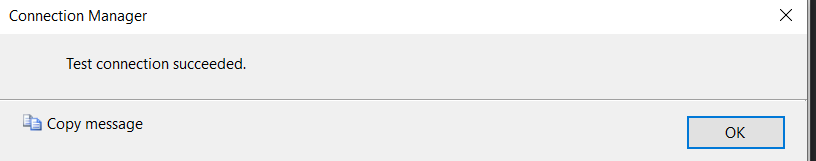 Connection Manager
Test connection succeeded.
Copy message
OK